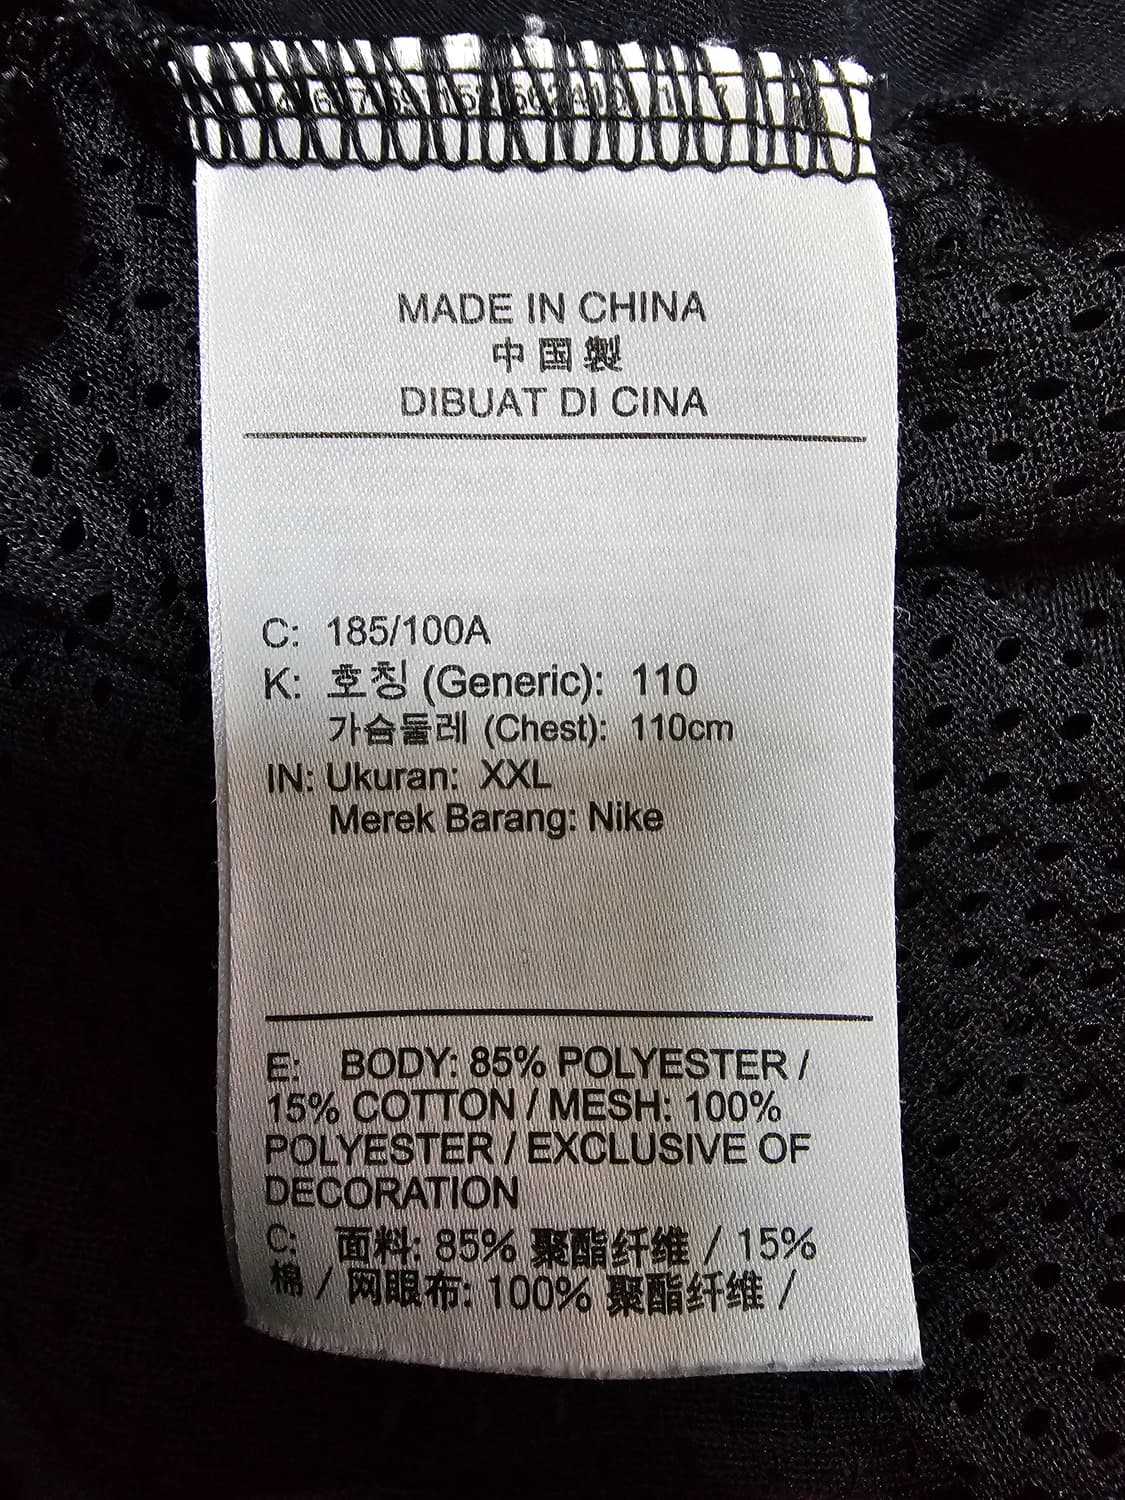 MADE IN CHINA
中国製
DIBUAT DI CINA
C: 185/100A
K: 호칭 (Generic): 110
가슴둘레 (Chest): 110cm
IN: Ukuran: XXL
Merek Barang: Nike
E: BODY: 85% POLYESTER /
15% COTTON / MESH: 100%
POLYESTER / EXCLUSIVE OF
DECORATION
C: 面料: 85% 聚酯纤维 / 15%
棉 / 网眼布: 100% 聚酯纤维 /